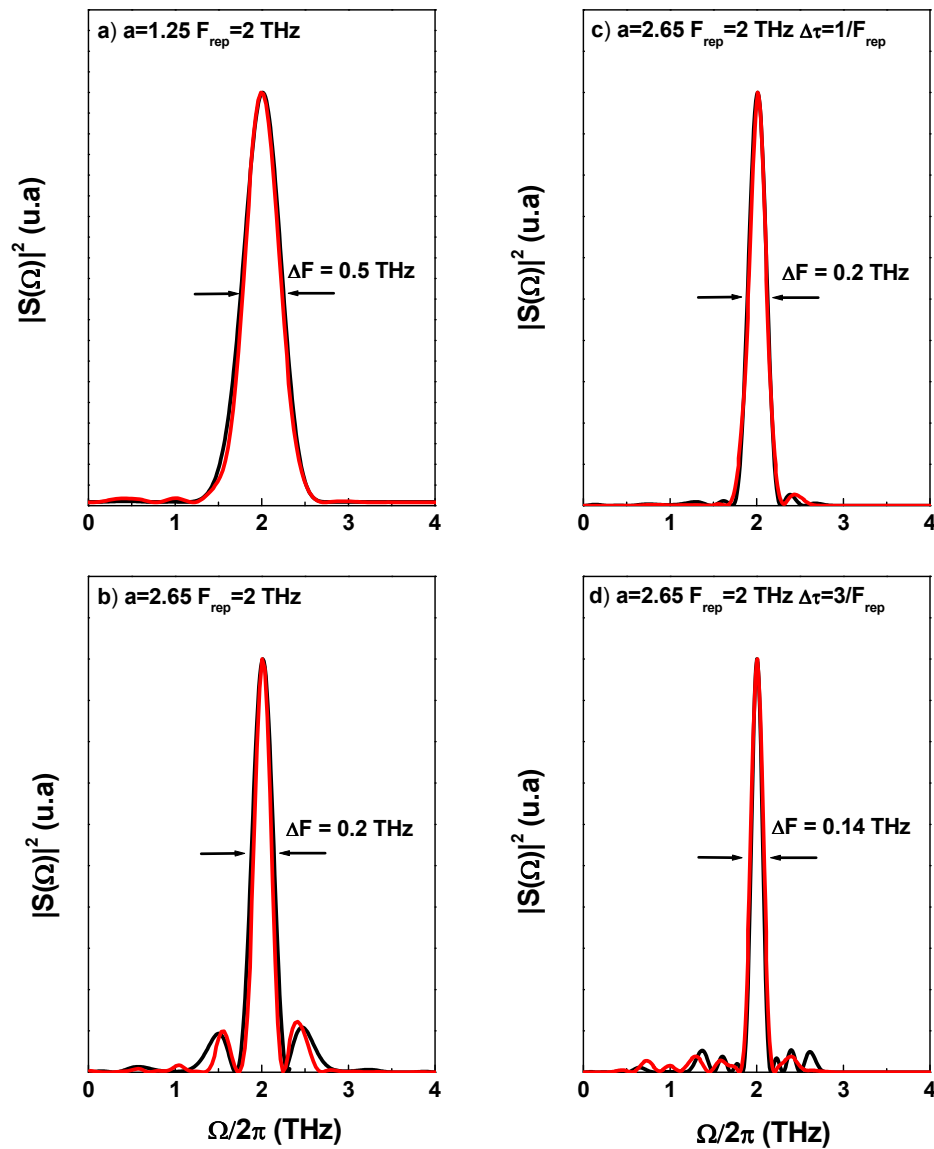 a) a=1.25 F_rep=2 THz
|S(Ω)|² (u.a)
ΔF = 0.5 THz
0 1 2 3 4
b) a=2.65 F_rep=2 THz
|S(Ω)|² (u.a)
ΔF = 0.2 THz
0 1 2 3 4
Ω/2π (THz)
c) a=2.65 F_rep=2 THz Δτ=1/F_rep
|S(Ω)|² (u.a)
ΔF = 0.2 THz
0 1 2 3 4
d) a=2.65 F_rep=2 THz Δτ=3/F_rep
|S(Ω)|² (u.a)
ΔF = 0.14 THz
0 1 2 3 4
Ω/2π (THz)